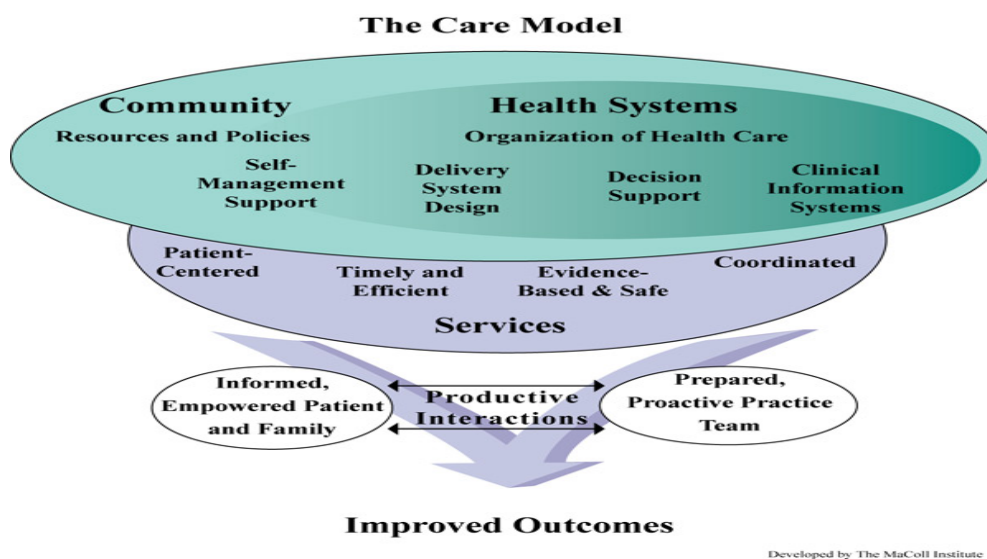 The Care Model
Community
Health Systems
Resources and Policies
Organization of Health Care
Self-
Management
Support
Delivery
System
Design
Decision
Support
Clinical
Information
Systems
Patient-
Centered
Timely and
Efficient
Evidence-
Based & Safe
Coordinated
Services
Informed,
Empowered Patient
and Family
Productive
Interactions
Prepared,
Proactive Practice
Team
Improved Outcomes
Developed by The MaColl Institute